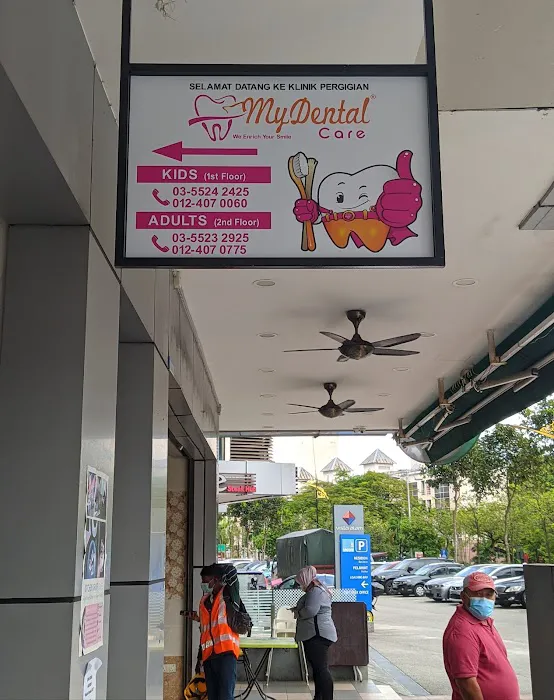 SELAMAT DATANG KE KLINIK PERGIGIAN
MyDental
Care
We Enrich Your Smile
KIDS (1st Floor)
03-5524 2425
012-407 0060
ADULTS (2nd Floor)
03-5523 2925
012-407 0775
P